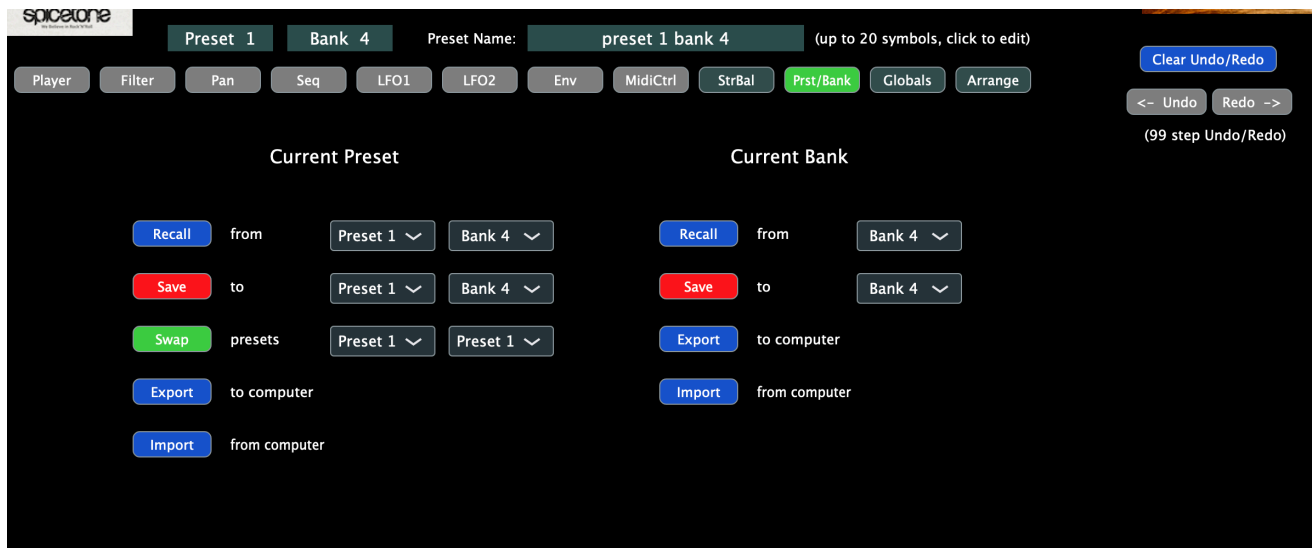 spicetone
Preset 1 Bank 4 Preset Name: preset 1 bank 4 (up to 20 symbols, click to edit)
Clear Undo/Redo
Player Filter Pan Seq LFO1 LFO2 Env MidiCtrl StrBal Prst/Bank Globals Arrange
<- Undo Redo ->
(99 step Undo/Redo)
Current Preset Current Bank
Recall from Preset 1 Bank 4 Recall from Bank 4
Save to Preset 1 Bank 4 Save to Bank 4
Swap presets Preset 1 Preset 1 Export to computer
Export to computer Import from computer
Import from computer